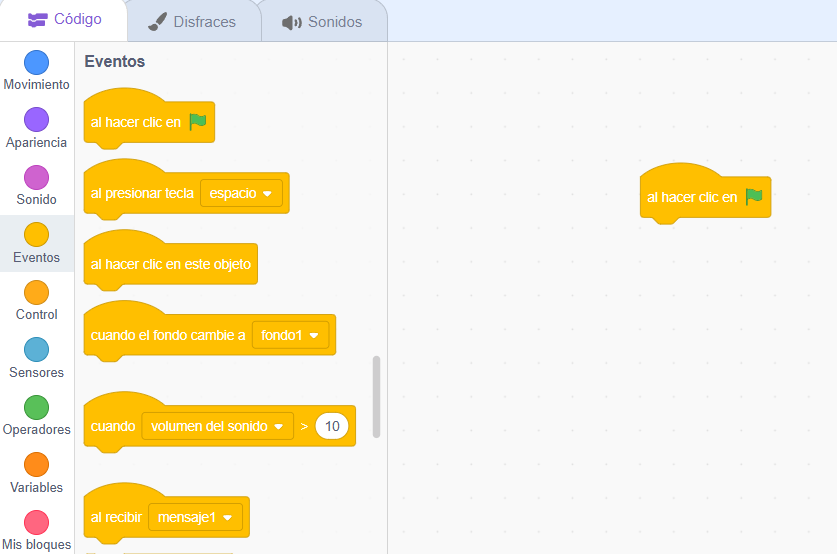 Código
Disfraces
Sonidos
Movimiento
Apariencia
Sonido
Eventos
Control
Sensores
Operadores
Variables
Mis bloques
Eventos
al hacer clic en
al presionar tecla espacio
al hacer clic en este objeto
cuando el fondo cambie a fondo1
cuando volumen del sonido > 10
al recibir mensaje1
al hacer clic en